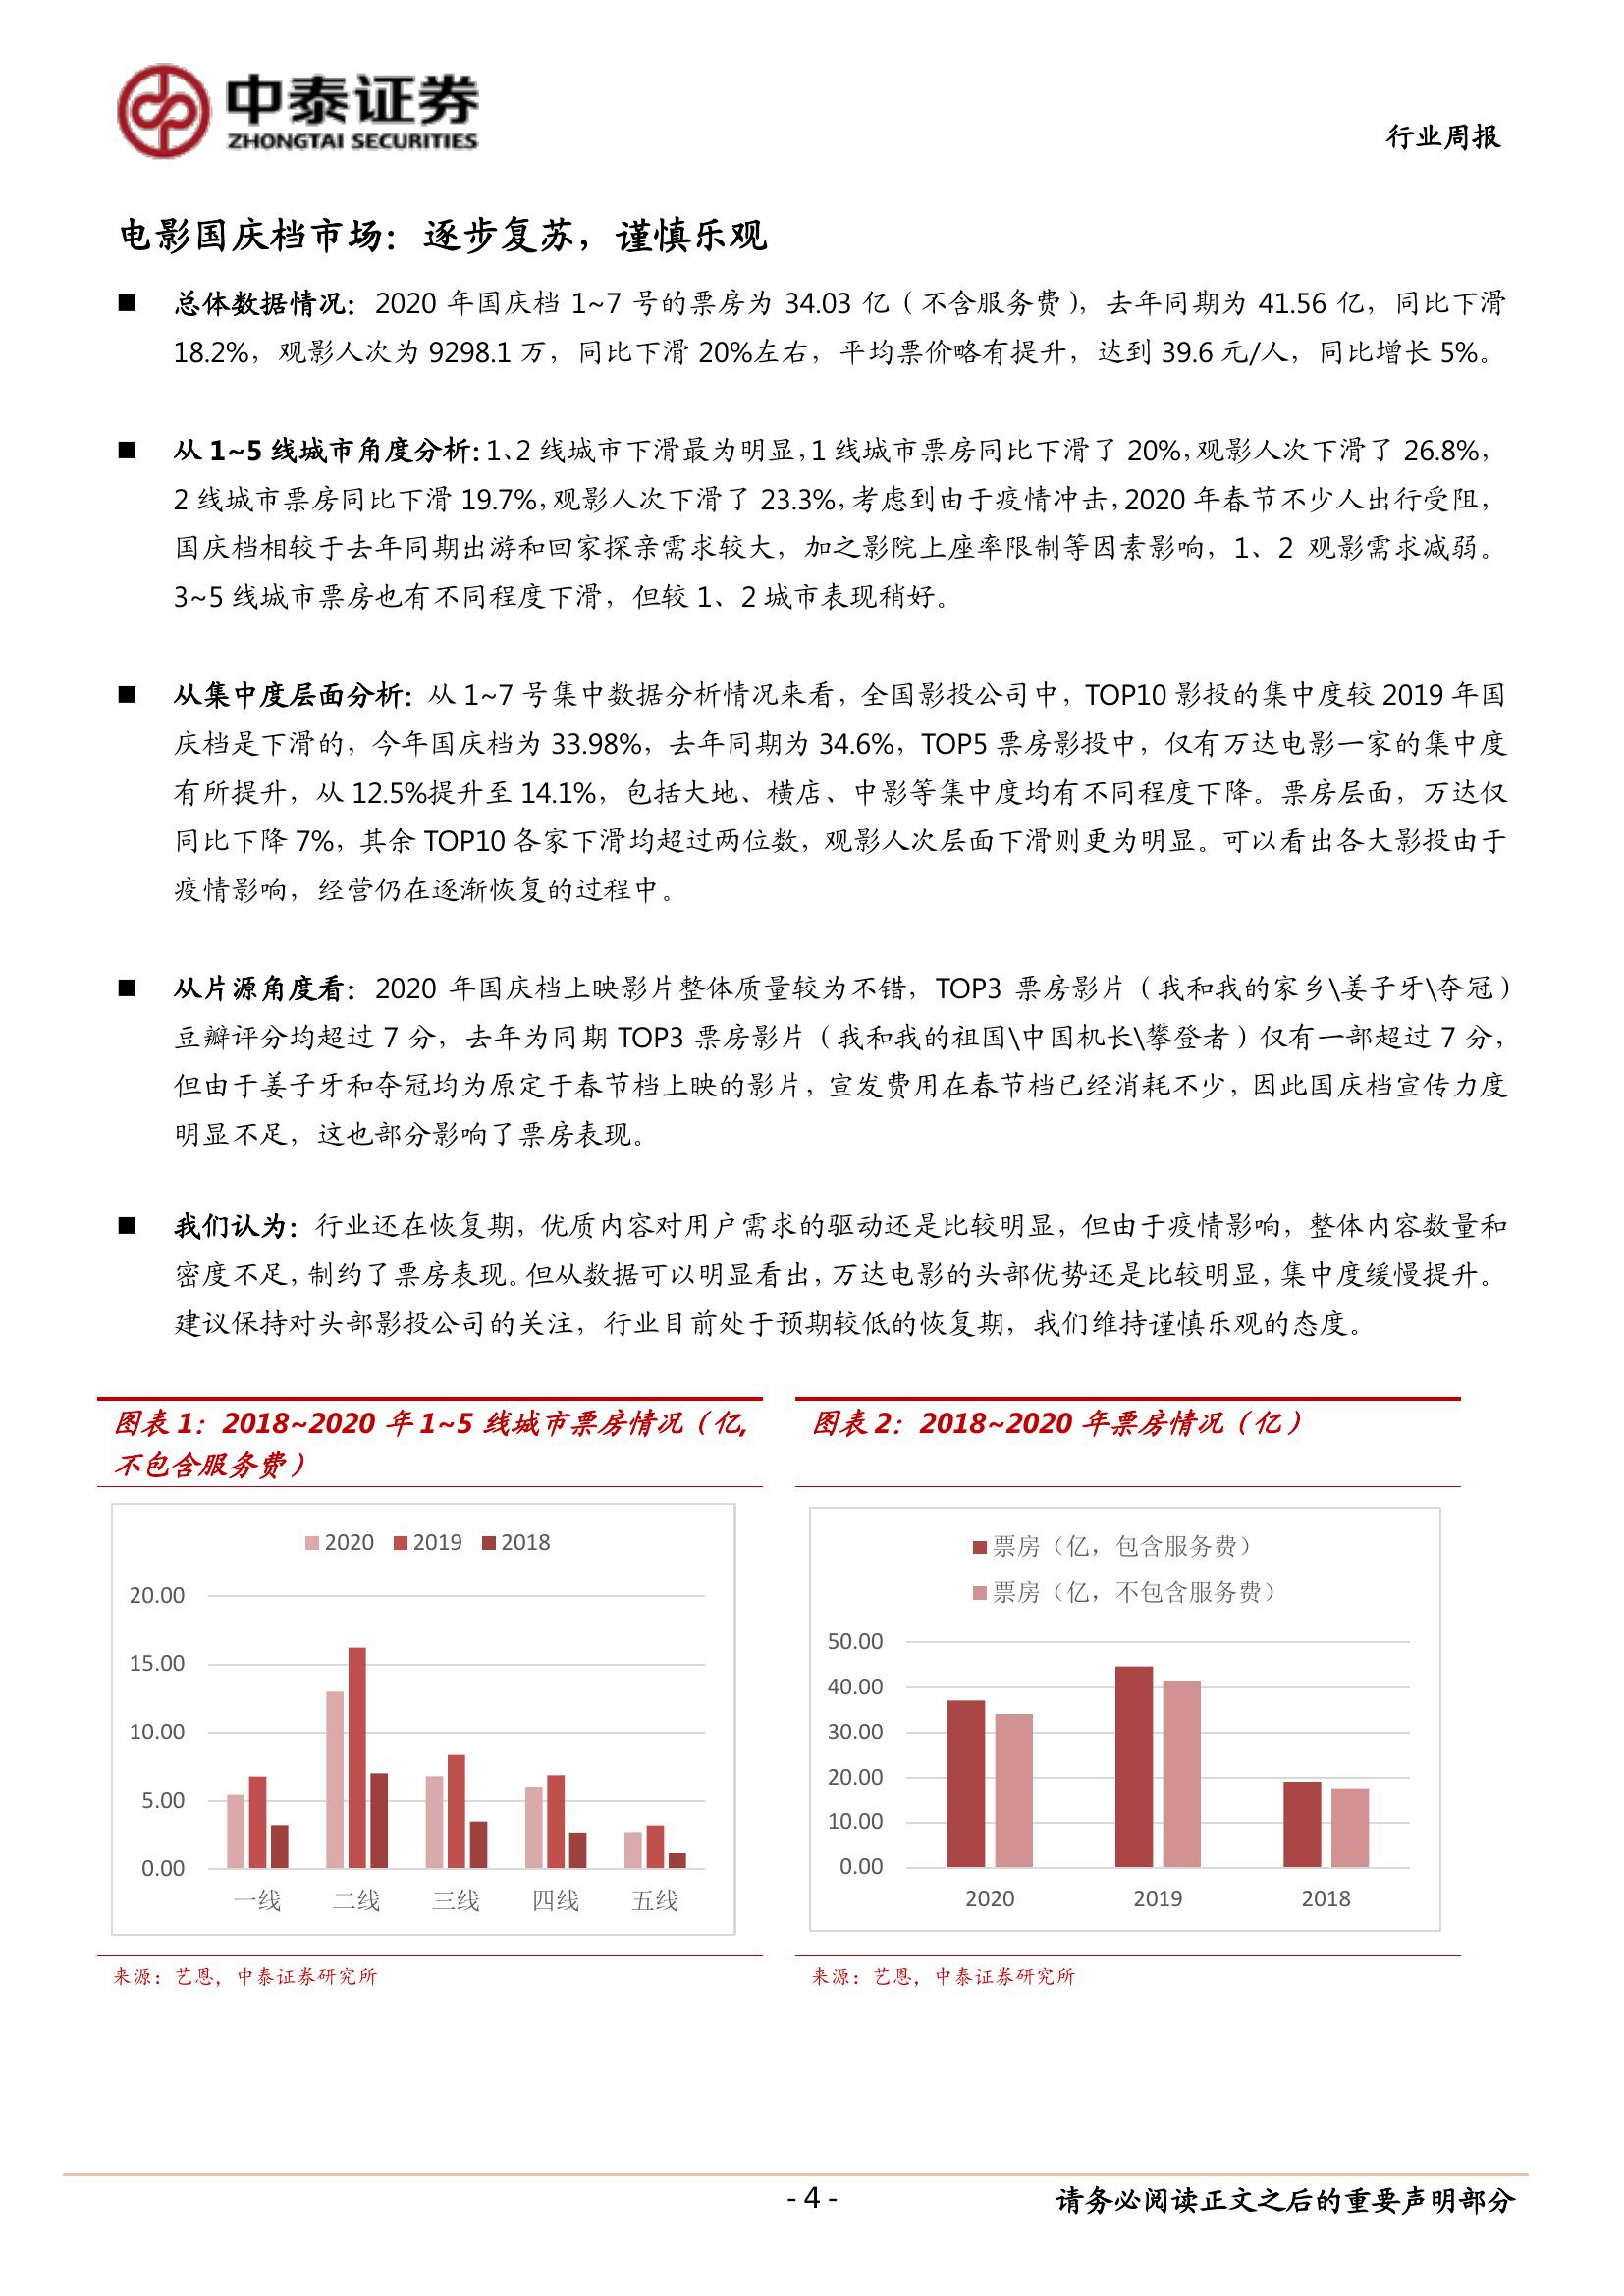 中泰证券
ZHONGTAI SECURITIES
行业周报
电影国庆档市场：逐步复苏，谨慎乐观
■ 总体数据情况：2020 年国庆档 1~7 号的票房为 34.03 亿（不含服务费），去年同期为 41.56 亿，同比下滑
18.2%，观影人次为 9298.1 万，同比下滑 20%左右，平均票价略有提升，达到 39.6 元/人，同比增长 5%。
■ 从 1~5 线城市角度分析：1、2 线城市下滑最为明显，1 线城市票房同比下滑了 20%，观影人次下滑了 26.8%，
2 线城市票房同比下滑 19.7%，观影人次下滑了 23.3%，考虑到由于疫情冲击，2020 年春节不少人出行受阻，
国庆档相较于去年同期出游和回家探亲需求较大，加之影院上座率限制等因素影响，1、2 观影需求减弱。
3~5 线城市票房也有不同程度下滑，但较 1、2 城市表现稍好。
■ 从集中度层面分析：从 1~7 号集中数据分析情况来看，全国影投公司中，TOP10 影投的集中度较 2019 年国
庆档是下滑的，今年国庆档为 33.98%，去年同期为 34.6%，TOP5 票房影投中，仅有万达电影一家的集中度
有所提升，从 12.5%提升至 14.1%，包括大地、横店、中影等集中度均有不同程度下降。票房层面，万达仅
同比下降 7%，其余 TOP10 各家下滑均超过两位数，观影人次层面下滑则更为明显。可以看出各大影投由于
疫情影响，经营仍在逐渐恢复的过程中。
■ 从片源角度看：2020 年国庆档上映影片整体质量较为不错，TOP3 票房影片（我和我的家乡\姜子牙\夺冠）
豆瓣评分均超过 7 分，去年为同期 TOP3 票房影片（我和我的祖国\中国机长\攀登者）仅有一部超过 7 分，
但由于姜子牙和夺冠均为原定于春节档上映的影片，宣发费用在春节档已经消耗不少，因此国庆档宣传力度
明显不足，这也部分影响了票房表现。
■ 我们认为：行业还在恢复期，优质内容对用户需求的驱动还是比较明显，但由于疫情影响，整体内容数量和
密度不足，制约了票房表现。但从数据可以明显看出，万达电影的头部优势还是比较明显，集中度缓慢提升。
建议保持对头部影投公司的关注，行业目前处于预期较低的恢复期，我们维持谨慎乐观的态度。
图表 1：2018~2020 年 1~5 线城市票房情况（亿,
不包含服务费）
2020 2019 2018
20.00
15.00
10.00
5.00
0.00
一线 二线 三线 四线 五线
来源：艺恩，中泰证券研究所
图表 2：2018~2020 年票房情况（亿）
票房（亿，包含服务费）
票房（亿，不包含服务费）
50.00
40.00
30.00
20.00
10.00
0.00
2020 2019 2018
来源：艺恩，中泰证券研究所
- 4 -
请务必阅读正文之后的重要声明部分